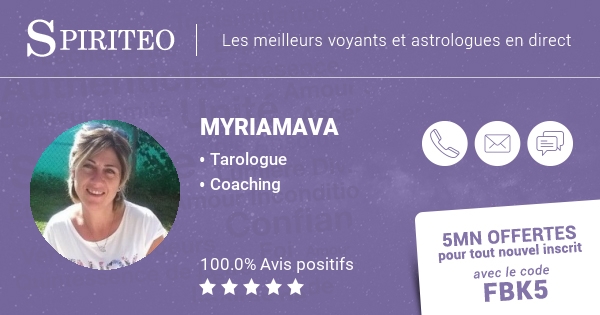 SPIRITEO
Les meilleurs voyants et astrologues en direct
MYRIAMAVA
• Tarologue
• Coaching
100.0% Avis positifs
5MN OFFERTES
pour tout nouvel inscrit
avec le code
FBK5